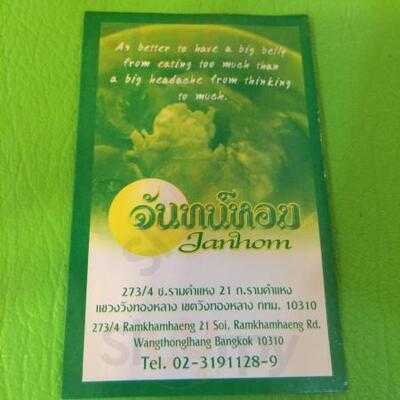 As better to have a big belly
from eating too much than
a big headache from thinking
to much.
จันทน์หอม
Janhom
273/4 ซ.รามคำแหง 21 ถ.รามคำแหง
แขวงวังทองหลาง เขตวังทองหลาง กทม. 10310
273/4 Ramkhamhaeng 21 Soi, Ramkhamhaeng Rd.
Wangthonglhang Bangkok 10310
Tel. 02-3191128-9